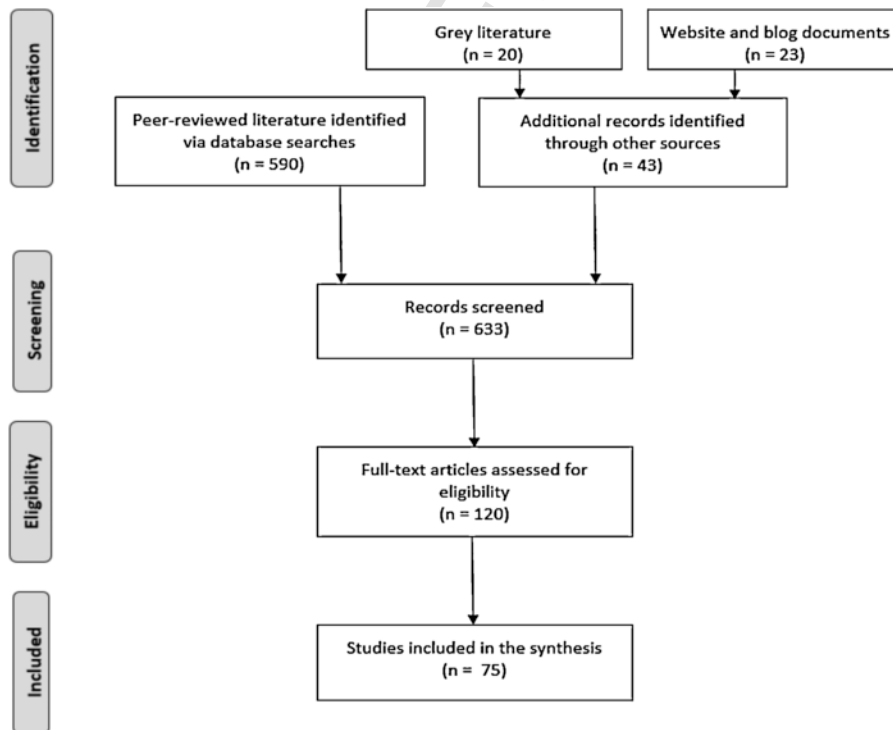 Identification
Grey literature
(n = 20)
Website and blog documents
(n = 23)
Peer-reviewed literature identified
via database searches
(n = 590)
Additional records identified
through other sources
(n = 43)
Screening
Records screened
(n = 633)
Eligibility
Full-text articles assessed for
eligibility
(n = 120)
Included
Studies included in the synthesis
(n = 75)